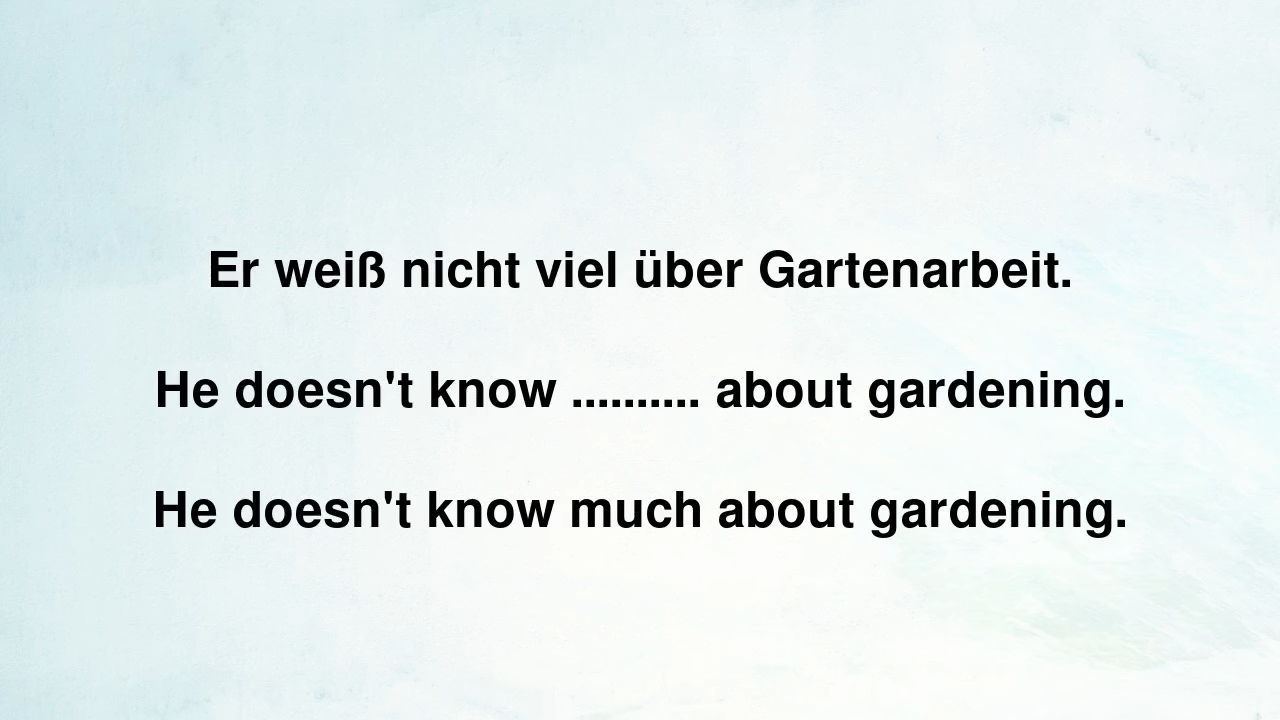 Er weiß nicht viel über Gartenarbeit.
He doesn't know .......... about gardening.
He doesn't know much about gardening.